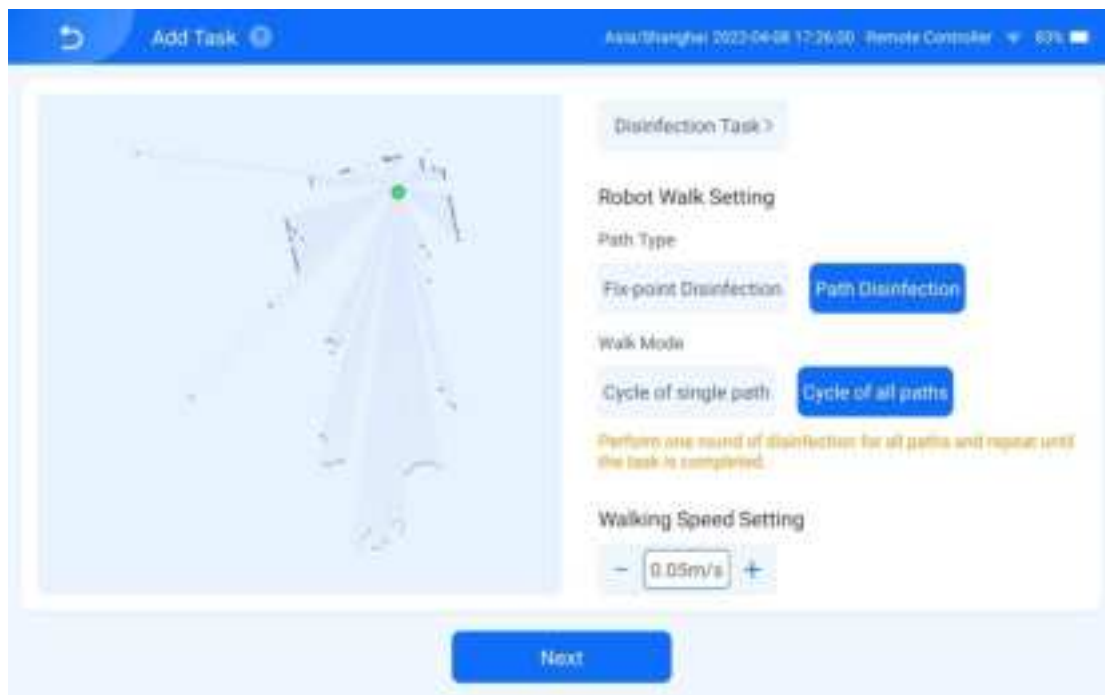 Add Task
Asia/Shanghai 2022-04-08 17:26:00 Remote Controller 83%
Disinfection Task >
Robot Walk Setting
Path Type
Fix-point Disinfection Path Disinfection
Walk Mode
Cycle of single path Cycle of all paths
Perform one round of disinfection for all paths and repeat until
the task is completed.
Walking Speed Setting
- 0.05m/s +
Next